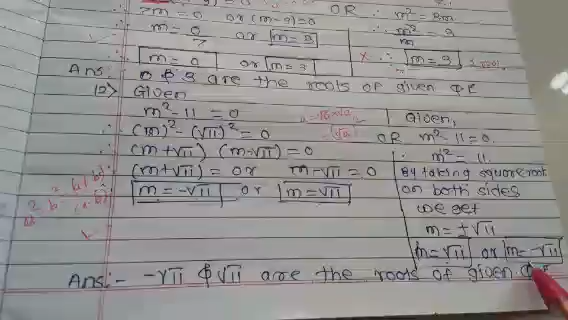 m = 0 or (m-9)=0
m = 0 or m = 9
m = 0 or m = 9
Ans: 0 & 9 are the roots of given Q.E
OR
∴ m² = 9m
∴ m² = 9
m
∴ m = 9
12) Given
m² - 11 = 0
∴ (m)² - (√11)² = 0
∴ (m+√11) (m-√11) = 0
∴ (m+√11) = 0 or m-√11 = 0
m = -√11 or m = √11
Given,
OR m²-11=0.
∴ m² = 11.
By taking square root
on both sides
we get
m = ±√11
m = √11 or m = -√11
Ans:- -√11 & √11 are the roots of given